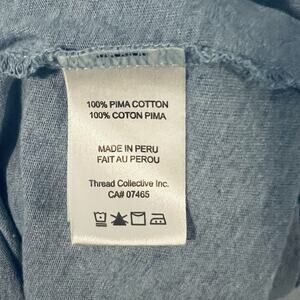 100% PIMA COTTON
100% COTON PIMA
MADE IN PERU
FAIT AU PEROU
Thread Collective Inc.
CA# 07465